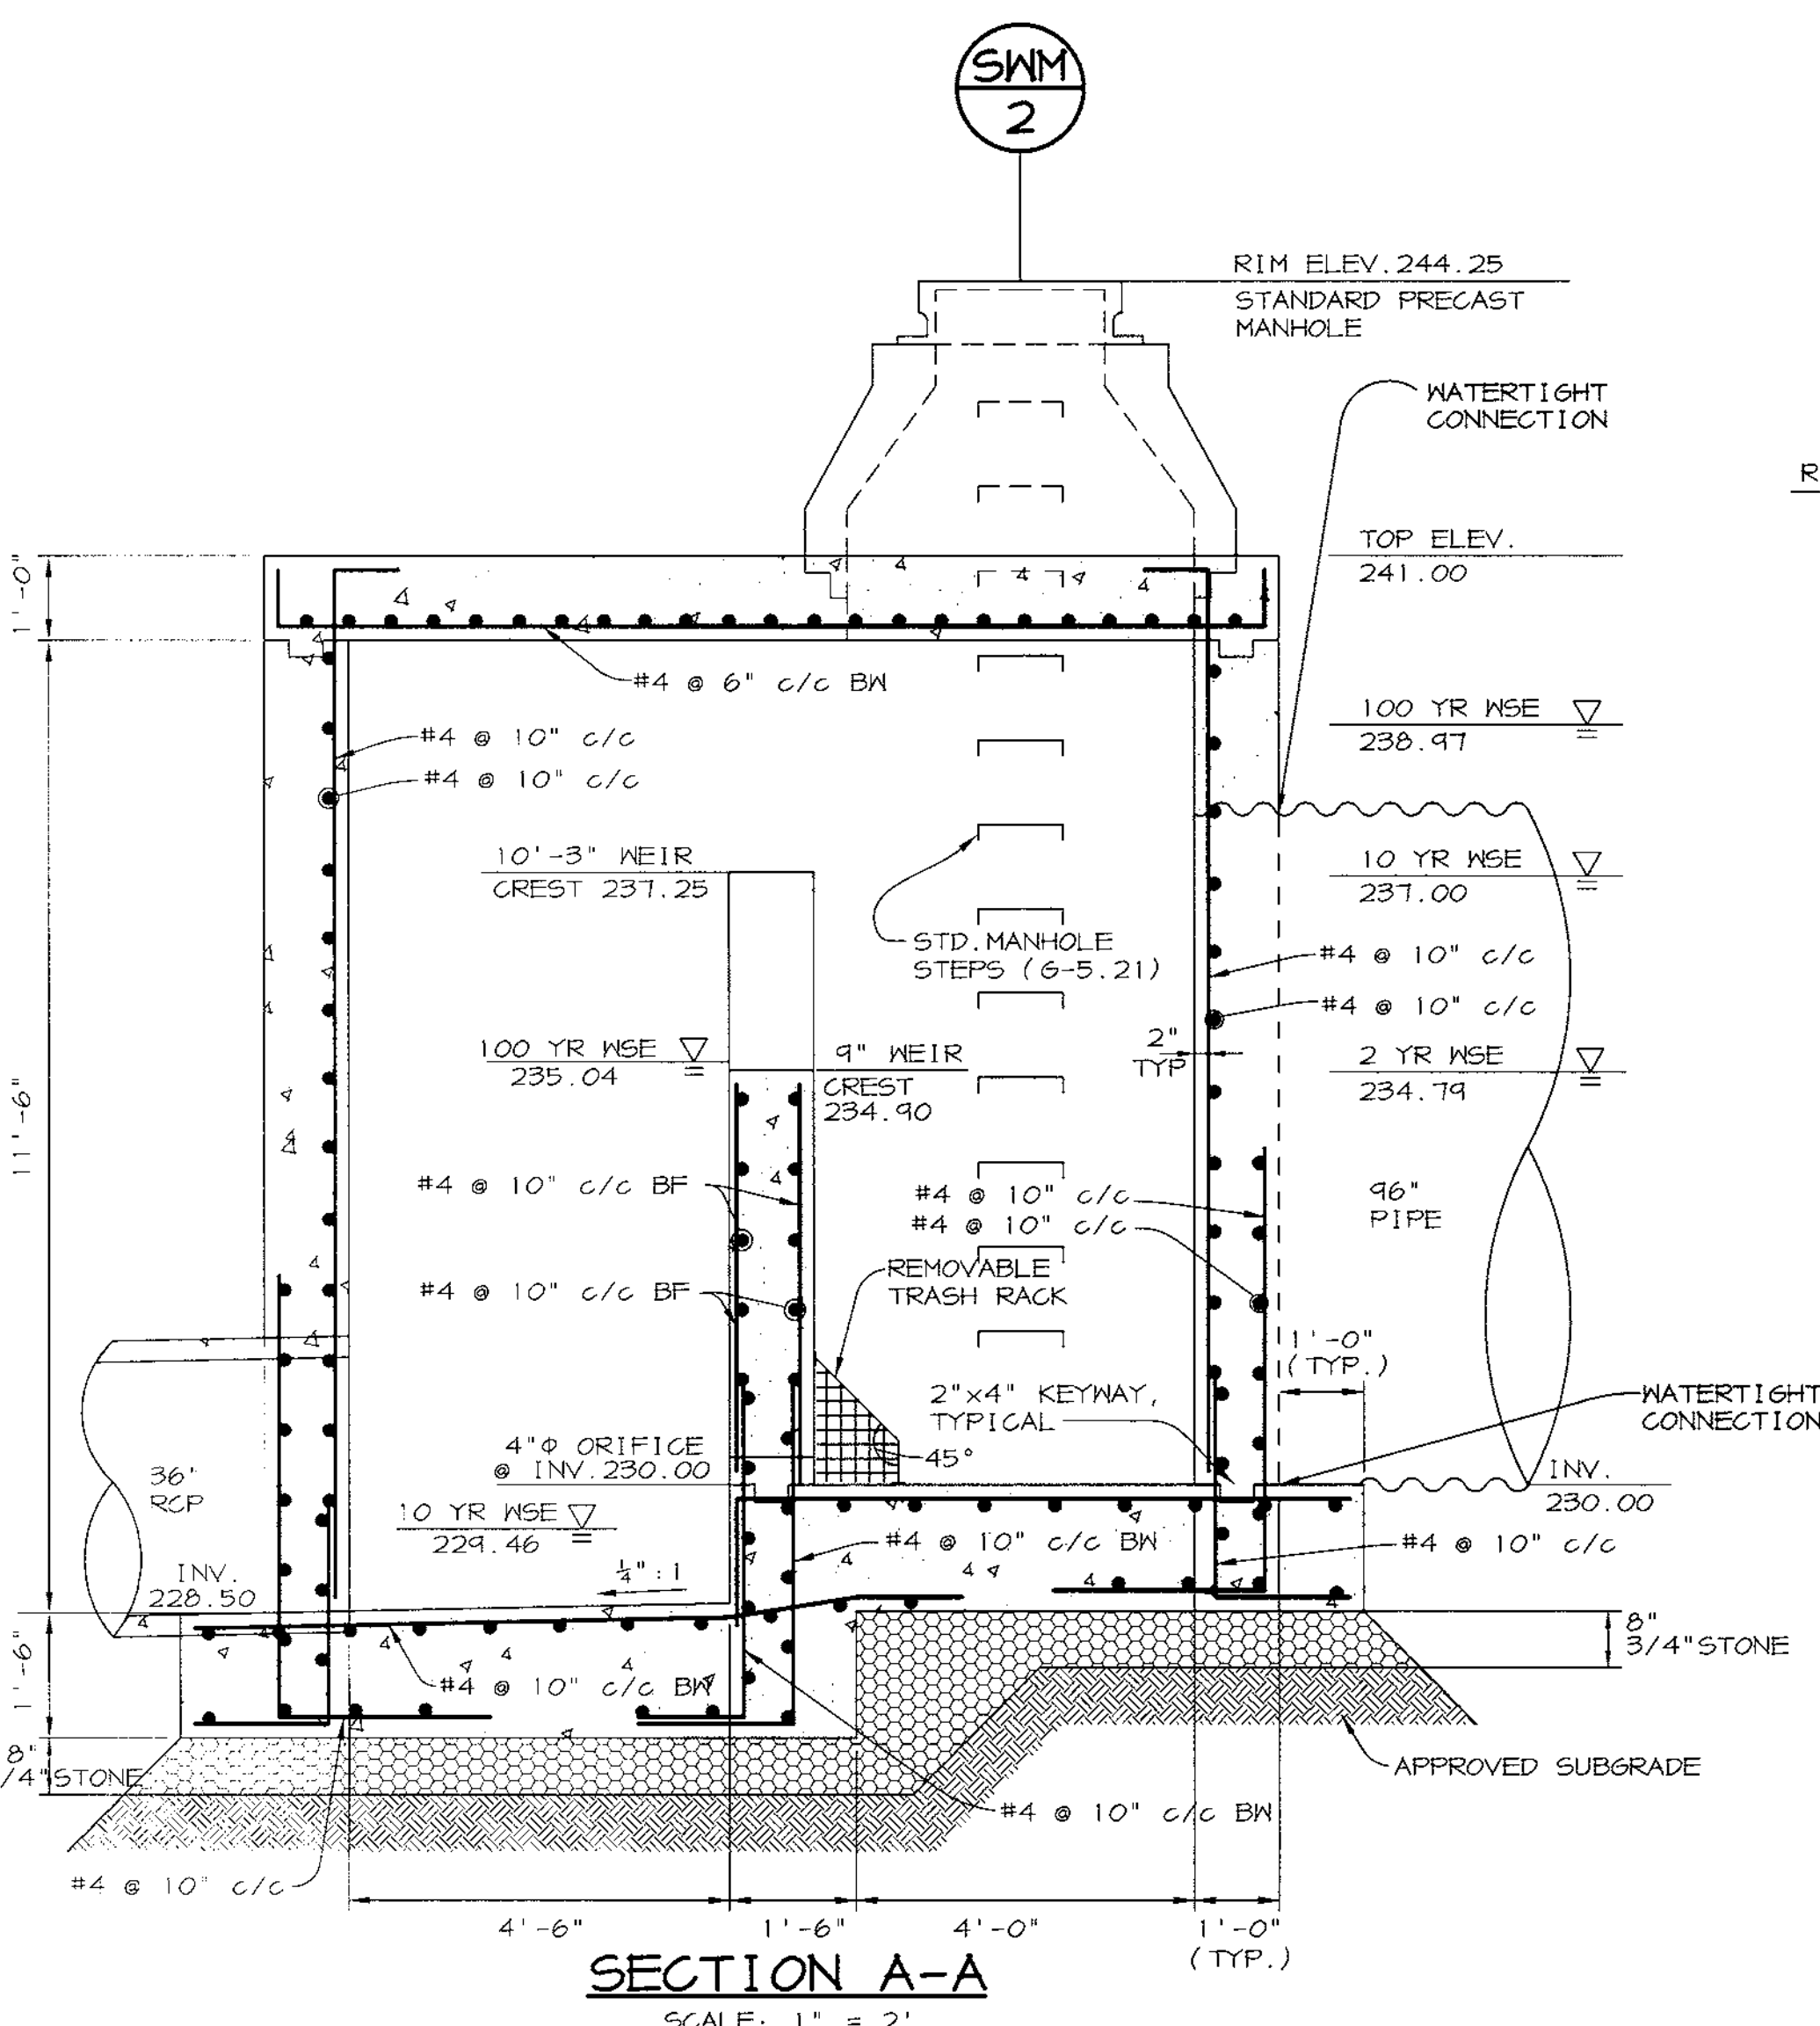 SWM
2
RIM ELEV. 244.25
STANDARD PRECAST
MANHOLE
WATERTIGHT
CONNECTION
R
TOP ELEV.
241.00
1'-0"
#4 @ 6" c/c BW
100 YR WSE
238.97
#4 @ 10" c/c
#4 @ 10" c/c
10'-3" WEIR
CREST 237.25
10 YR WSE
237.00
STD. MANHOLE
STEPS (G-5.21)
#4 @ 10" c/c
#4 @ 10" c/c
2"
TYP
100 YR WSE
235.04
9" WEIR
CREST
234.90
2 YR WSE
234.79
11'-6"
#4 @ 10" c/c BF
#4 @ 10" c/c
#4 @ 10" c/c
96"
PIPE
#4 @ 10" c/c BF
REMOVABLE
TRASH RACK
1'-0"
(TYP.)
2"x4" KEYWAY,
TYPICAL
WATERTIGHT
CONNECTION
4"Φ ORIFICE
@ INV. 230.00
45°
36'
RCP
INV.
230.00
10 YR WSE
229.46
#4 @ 10" c/c BW
#4 @ 10" c/c
INV.
228.50
¼":1
8"
3/4" STONE
1'-6"
#4 @ 10" c/c BW
8"
/4" STONE
APPROVED SUBGRADE
#4 @ 10" c/c BW
#4 @ 10" c/c
4'-6"
1'-6"
4'-0"
1'-0"
(TYP.)
SECTION A-A
SCALE: 1" = 2'